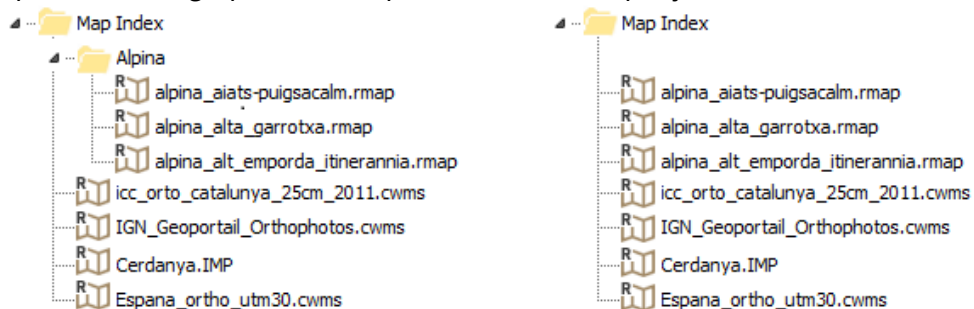 Map Index
Alpina
alpina_aiats-puigsacalm.rmap
alpina_alta_garrotxa.rmap
alpina_alt_emporda_itinerannia.rmap
icc_orto_catalunya_25cm_2011.cwms
IGN_Geoportail_Orthophotos.cwms
Cerdanya.IMP
Espana_ortho_utm30.cwms
Map Index
alpina_aiats-puigsacalm.rmap
alpina_alta_garrotxa.rmap
alpina_alt_emporda_itinerannia.rmap
icc_orto_catalunya_25cm_2011.cwms
IGN_Geoportail_Orthophotos.cwms
Cerdanya.IMP
Espana_ortho_utm30.cwms